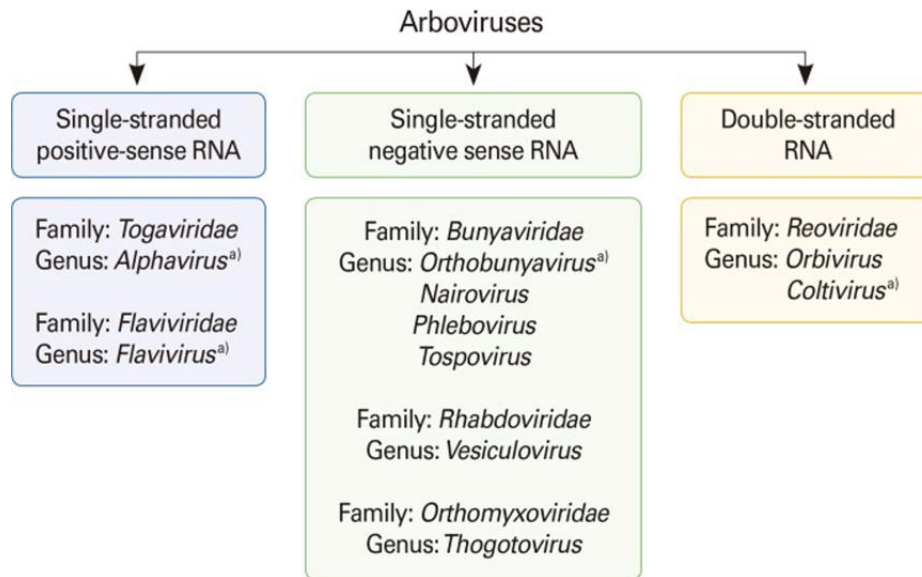 Arboviruses
Single-stranded
positive-sense RNA
Family: Togaviridae
Genus: Alphavirusᵃ⁾
Family: Flaviviridae
Genus: Flavivirusᵃ⁾
Single-stranded
negative sense RNA
Family: Bunyaviridae
Genus: Orthobunyavirusᵃ⁾
Nairovirus
Phlebovirus
Tospovirus
Family: Rhabdoviridae
Genus: Vesiculovirus
Family: Orthomyxoviridae
Genus: Thogotovirus
Double-stranded
RNA
Family: Reoviridae
Genus: Orbivirus
Coltivirusᵃ⁾